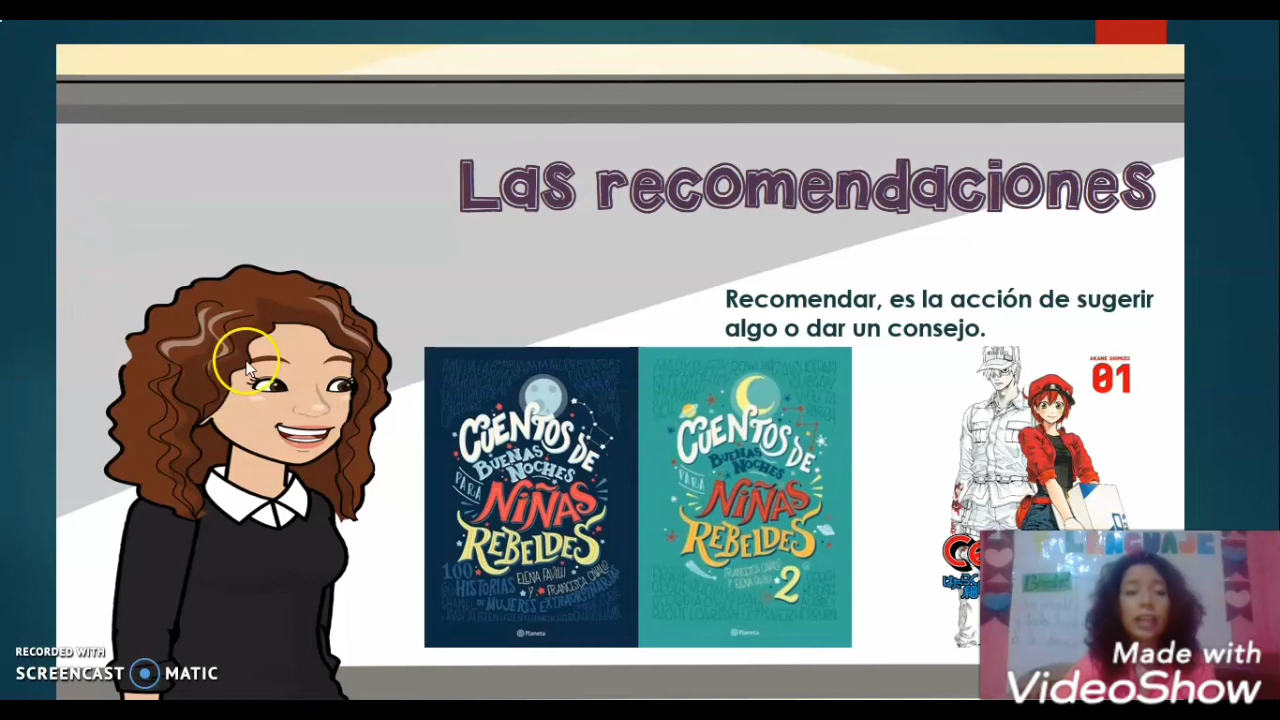 Las recomendaciones
Recomendar, es la acción de sugerir
algo o dar un consejo.
CUENTOS DE
BUENAS
NOCHES
PARA
NIÑAS
REBELDES
100
HISTORIAS
DE MUJERES EXTRAORDINARIAS
ELENA FAVILLI
Y FRANCESCA CAVALLO
Planeta
CUENTOS DE
BUENAS
NOCHES
PARA
NIÑAS
REBELDES
FRANCESCA CAVALLO
Y ELENA FAVILLI
2
Planeta
AKANE SHIMIZU
01
LENGUAJE
RECORDED WITH
SCREENCAST MATIC
Made with
VideoShow